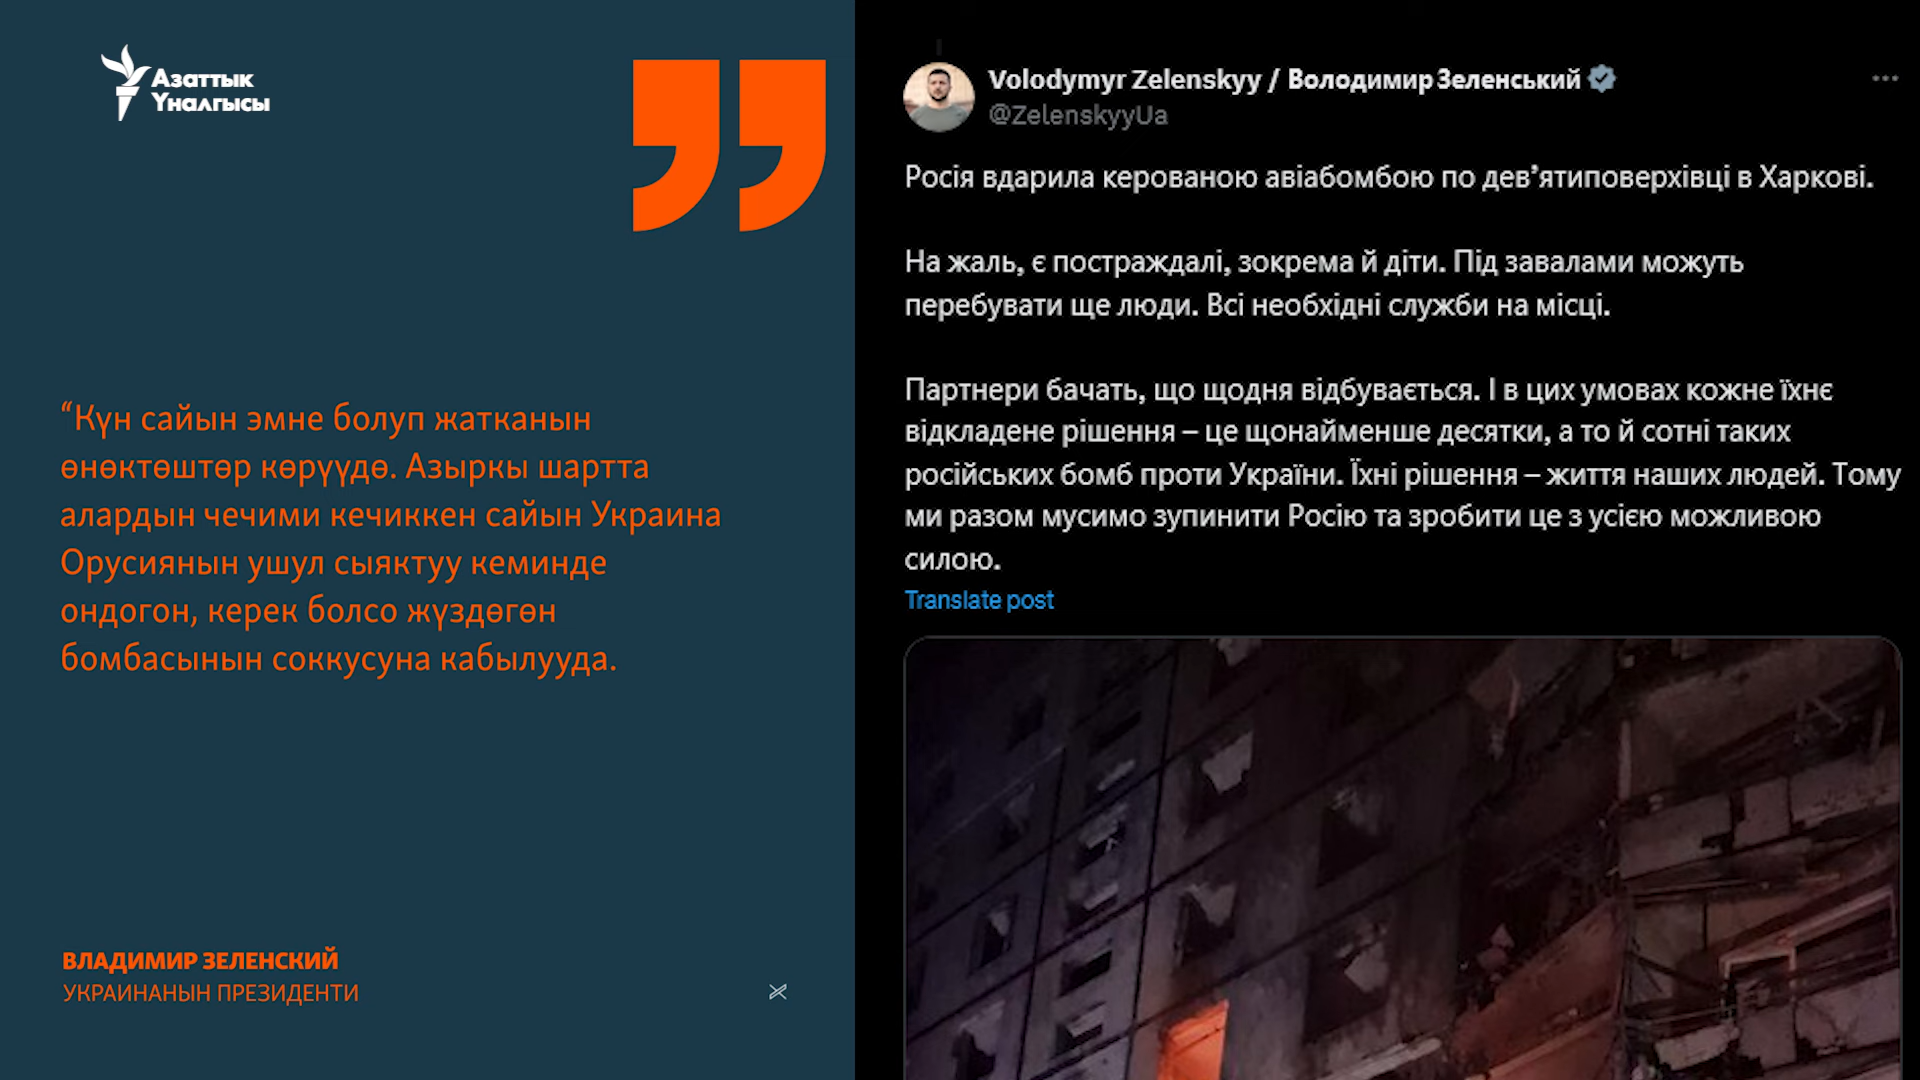 Азаттык
Үналгысы
“Күн сайын эмне болуп жатканын
өнөктөштөр көрүүдө. Азыркы шартта
алардын чечими кечиккен сайын Украина
Орусиянын ушул сыяктуу кеминде
ондогон, керек болсо жүздөгөн
бомбасынын соккусуна кабылууда.
ВЛАДИМИР ЗЕЛЕНСКИЙ
УКРАИНАНЫН ПРЕЗИДЕНТИ
Volodymyr Zelenskyy / Володимир Зеленський
@ZelenskyyUa
Росія вдарила керованою авіабомбою по дев’ятиповерхівці в Харкові.
На жаль, є постраждалі, зокрема й діти. Під завалами можуть
перебувати ще люди. Всі необхідні служби на місці.
Партнери бачать, що щодня відбувається. І в цих умовах кожне їхнє
відкладене рішення – це щонайменше десятки, а то й сотні таких
російських бомб проти України. Їхні рішення – життя наших людей. Тому
ми разом мусимо зупинити Росію та зробити це з усією можливою
силою.
Translate post